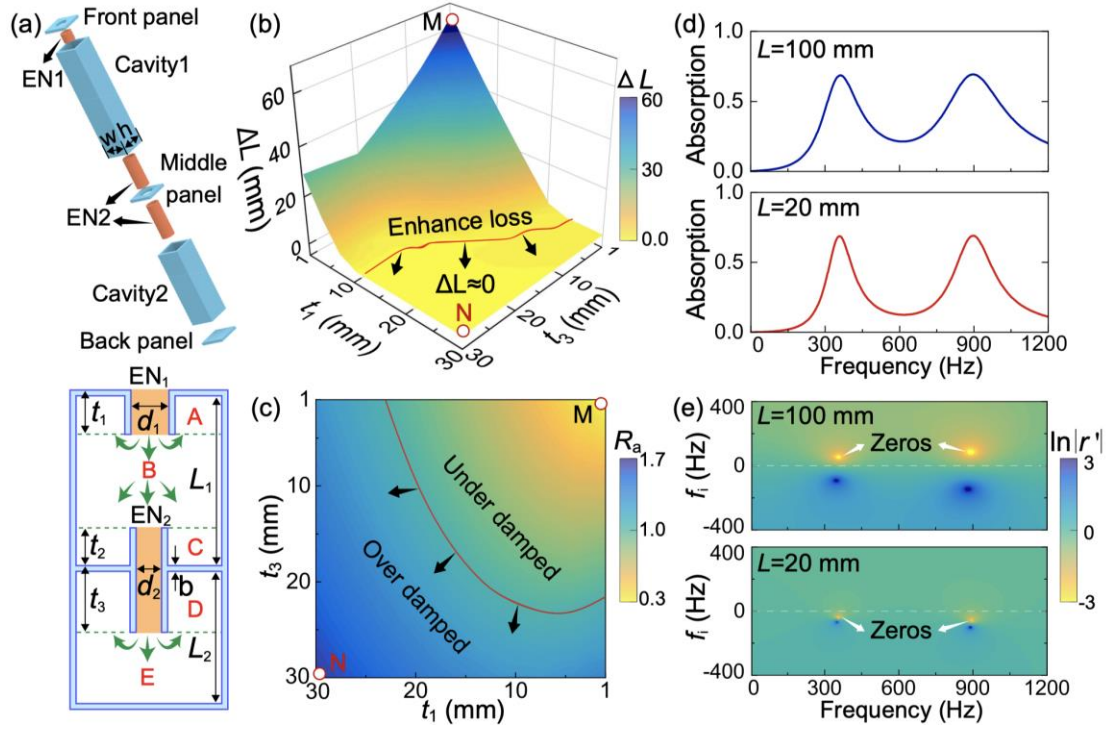 (a)
Front panel
EN1
Cavity1
w
h
Middle
panel
EN2
Cavity2
Back panel
EN₁
t₁
d₁
A
B
L₁
EN₂
t₂
C
d₂
b
t₃
D
L₂
E
(b)
M
ΔL (mm)
60
40
20
0
Δ L
60
30
0.0
Enhance loss
ΔL≈0
N
1
10
20
30
t₁ (mm)
1
10
20
30
t₃ (mm)
(c)
M
1
10
20
30
t₃ (mm)
Under damped
Over damped
N
30
20
10
1
t₁ (mm)
Rₐ
1.7
1.0
0.3
(d)
L=100 mm
Absorption
1.0
0.5
0.0
L=20 mm
Absorption
1.0
0.5
0.0
0
300
600
900
1200
Frequency (Hz)
(e)
L=100 mm
Zeros
400
0
-400
fᵢ (Hz)
L=20 mm
Zeros
400
0
-400
fᵢ (Hz)
0
300
600
900
1200
Frequency (Hz)
ln|r'|
3
0
-3